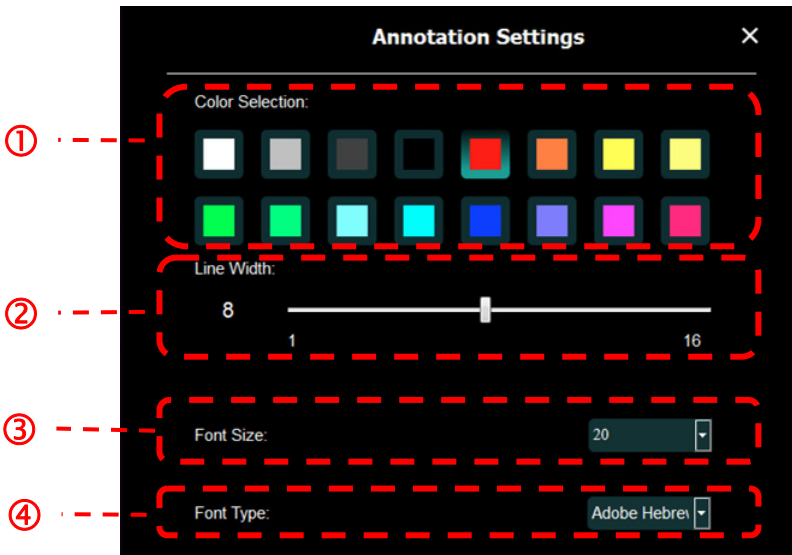 Annotation Settings ×
① Color Selection:
② Line Width:
8
1 16
③ Font Size: 20
④ Font Type: Adobe Hebrew